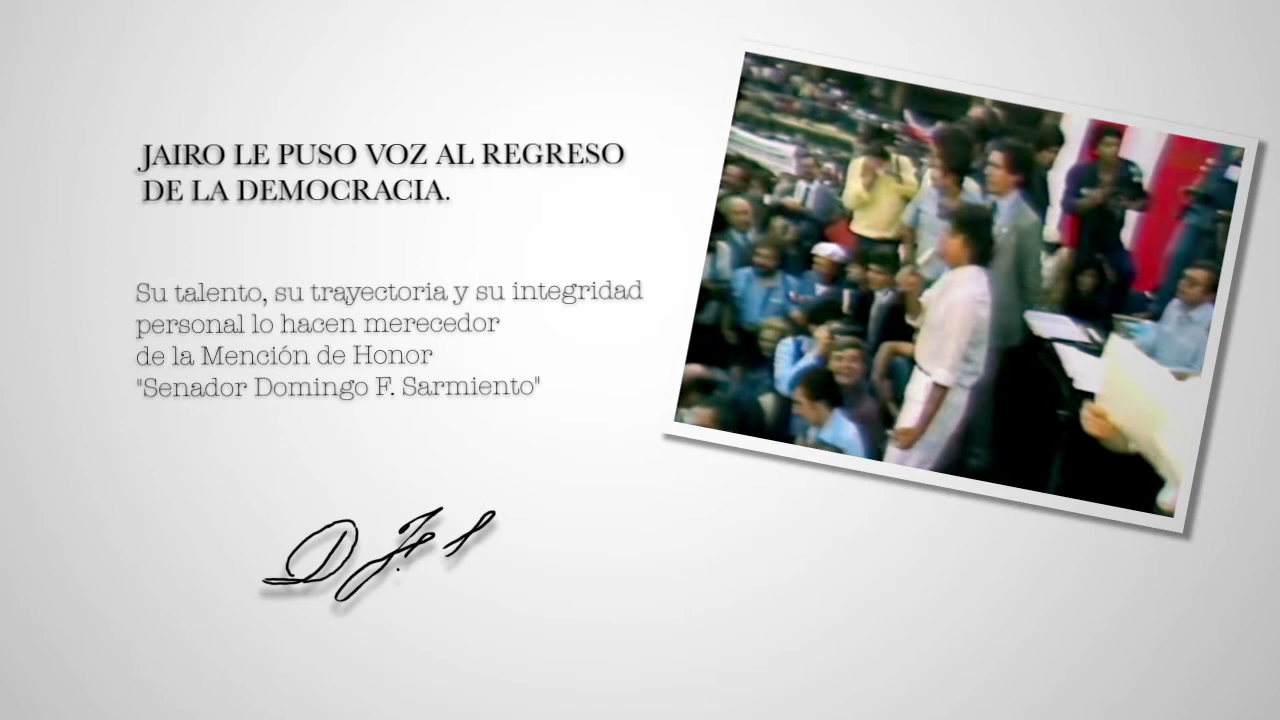 JAIRO LE PUSO VOZ AL REGRESO
DE LA DEMOCRACIA.
Su talento, su trayectoria y su integridad
personal lo hacen merecedor
de la Mención de Honor
"Senador Domingo F. Sarmiento"
D F S